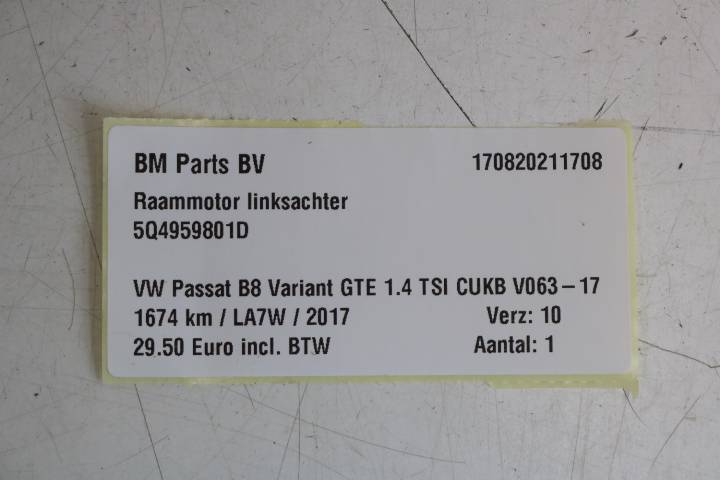 BM Parts BV 170820211708
Raammotor linksachter
5Q4959801D
VW Passat B8 Variant GTE 1.4 TSI CUKB V063-17
1674 km / LA7W / 2017 Verz: 10
29.50 Euro incl. BTW Aantal: 1